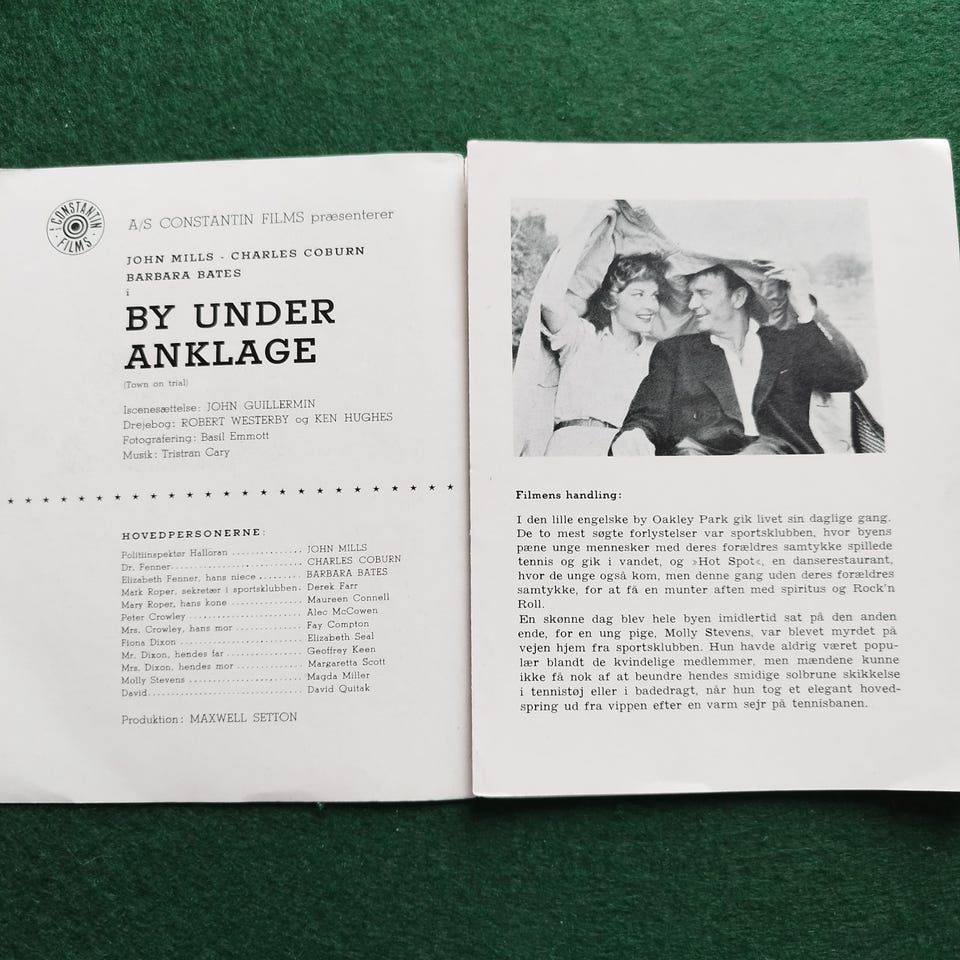 CONSTANTIN
FILMS
A/S CONSTANTIN FILMS præsenterer
JOHN MILLS - CHARLES COBURN
BARBARA BATES
i
BY UNDER
ANKLAGE
(Town on trial)
Iscenesættelse: JOHN GUILLERMIN
Drejebog: ROBERT WESTERBY og KEN HUGHES
Fotografering: Basil Emmott
Musik: Tristran Cary
HOVEDPERSONERNE:
Politiinspektør Halloran .............. JOHN MILLS
Dr. Fenner .......................... CHARLES COBURN
Elizabeth Fenner, hans niece ........ BARBARA BATES
Mark Roper, sekretær i sportsklubben. Derek Farr
Mary Roper, hans kone ............... Maureen Connell
Peter Crowley ....................... Alec McCowen
Mrs. Crowley, hans mor .............. Fay Compton
Fiona Dixon ......................... Elizabeth Seal
Mr. Dixon, hendes far ............... Geoffrey Keen
Mrs. Dixon, hendes mor .............. Margaretta Scott
Molly Stevens ....................... Magda Miller
David ............................... David Quitak
Produktion: MAXWELL SETTON
Filmens handling:
I den lille engelske by Oakley Park gik livet sin daglige gang.
De to mest søgte forlystelser var sportsklubben, hvor byens
pæne unge mennesker med deres forældres samtykke spillede
tennis og gik i vandet, og »Hot Spot«, en danserestaurant,
hvor de unge også kom, men denne gang uden deres forældres
samtykke, for at få en munter aften med spiritus og Rock'n
Roll.
En skønne dag blev hele byen imidlertid sat på den anden
ende, for en ung pige, Molly Stevens, var blevet myrdet på
vejen hjem fra sportsklubben. Hun havde aldrig været popu-
lær blandt de kvindelige medlemmer, men mændene kunne
ikke få nok af at beundre hendes smidige solbrune skikkelse
i tennistøj eller i badedragt, når hun tog et elegant hoved-
spring ud fra vippen efter en varm sejr på tennisbanen.